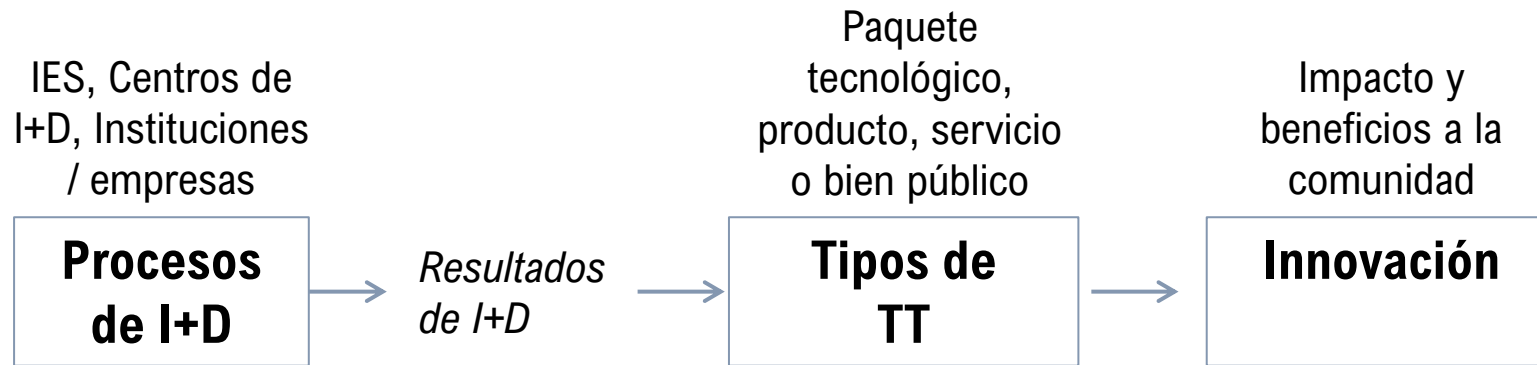 IES, Centros de
I+D, Instituciones
/ empresas
Procesos
de I+D
Resultados
de I+D
Paquete
tecnológico,
producto, servicio
o bien público
Tipos de
TT
Impacto y
beneficios a la
comunidad
Innovación